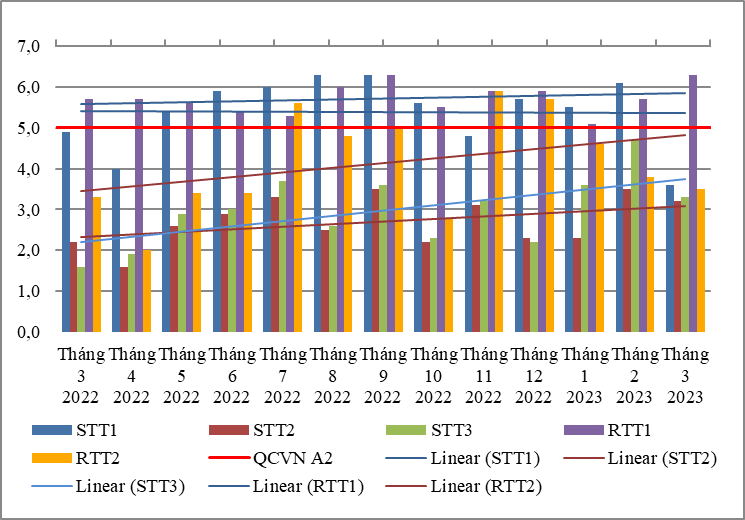 7,0
6,0
5,0
4,0
3,0
2,0
1,0
0,0
Tháng Tháng Tháng Tháng Tháng Tháng Tháng Tháng Tháng Tháng Tháng Tháng Tháng
3 4 5 6 7 8 9 10 11 12 1 2 3
2022 2022 2022 2022 2022 2022 2022 2022 2022 2022 2023 2023 2023
STT1 STT2 STT3 RTT1
RTT2 QCVN A2 Linear (STT1) Linear (STT2)
Linear (STT3) Linear (RTT1) Linear (RTT2)